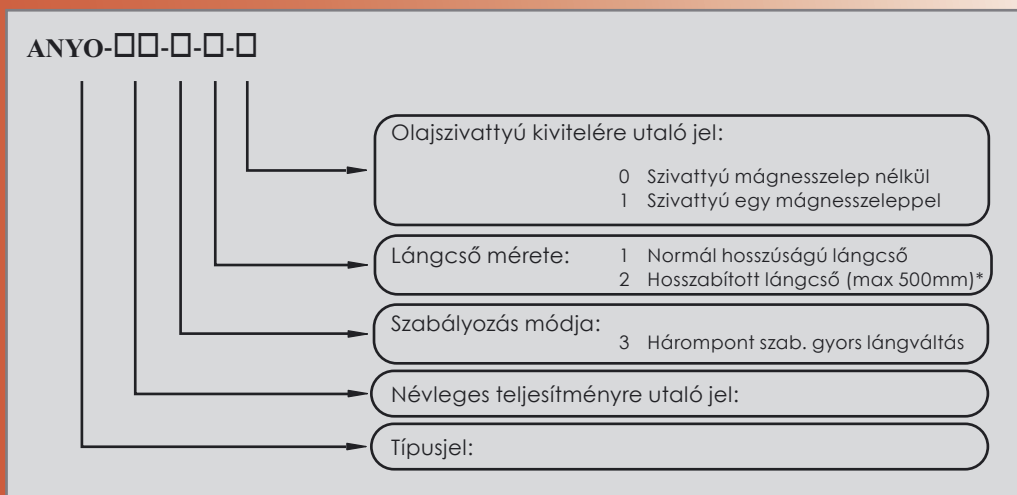 ANYO-□□-□-□-□
Olajszivattyú kivitelére utaló jel:
0 Szivattyú mágnesszelep nélkül
1 Szivattyú egy mágnesszeleppel
Lángcső mérete: 1 Normál hosszúságú lángcső
2 Hosszabított lángcső (max 500mm)*
Szabályozás módja:
3 Hárompont szab. gyors lángváltás
Névleges teljesítményre utaló jel:
Típusjel: